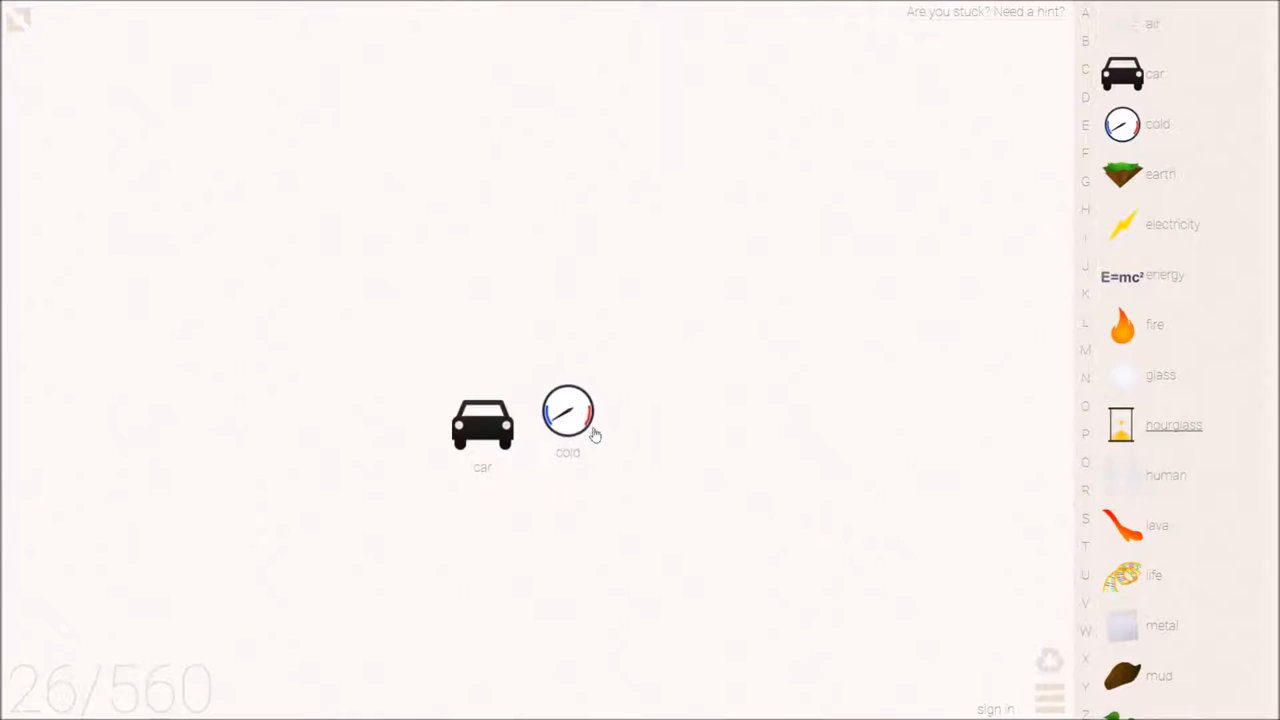 Are you stuck? Need a hint?
A
B
C
D
E
F
G
H
I
J
K
L
M
N
O
P
Q
R
S
T
U
V
W
X
Y
Z
air
car
cold
earth
electricity
E=mc² energy
fire
glass
hourglass
human
lava
life
metal
mud
car
cold
26/560
sign in